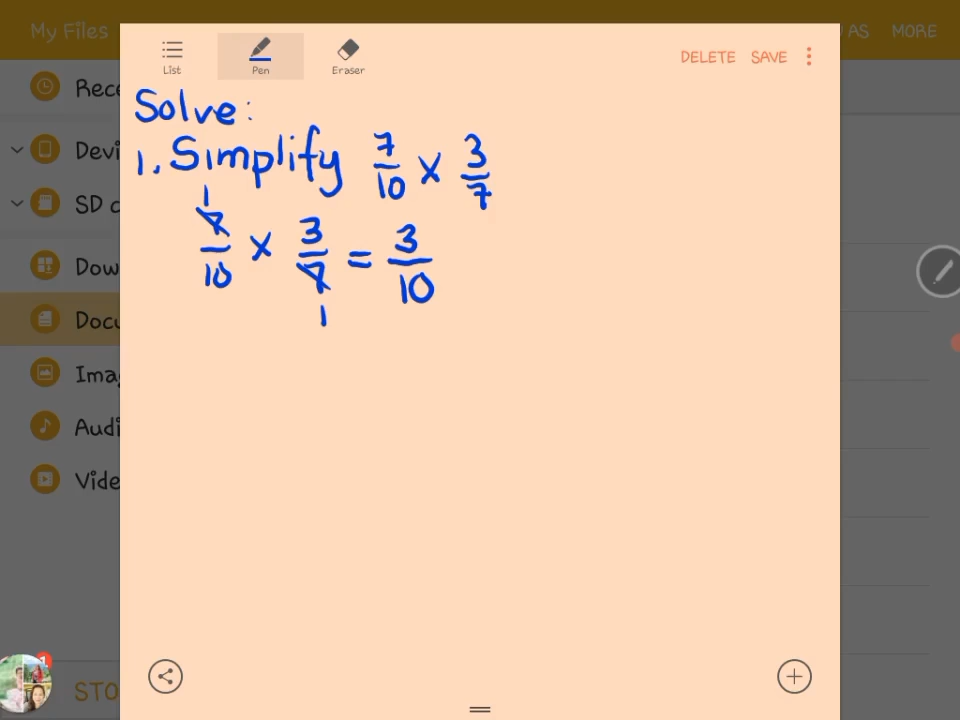 My Files
AS
MORE
List
Pen
Eraser
DELETE
SAVE
Rece
Devi
SD c
Dow
Docu
Imag
Audi
Vide
STO
1
Solve:
1. Simplify 7/10 x 3/7
1
7/10 x 3/7 = 3/10
1